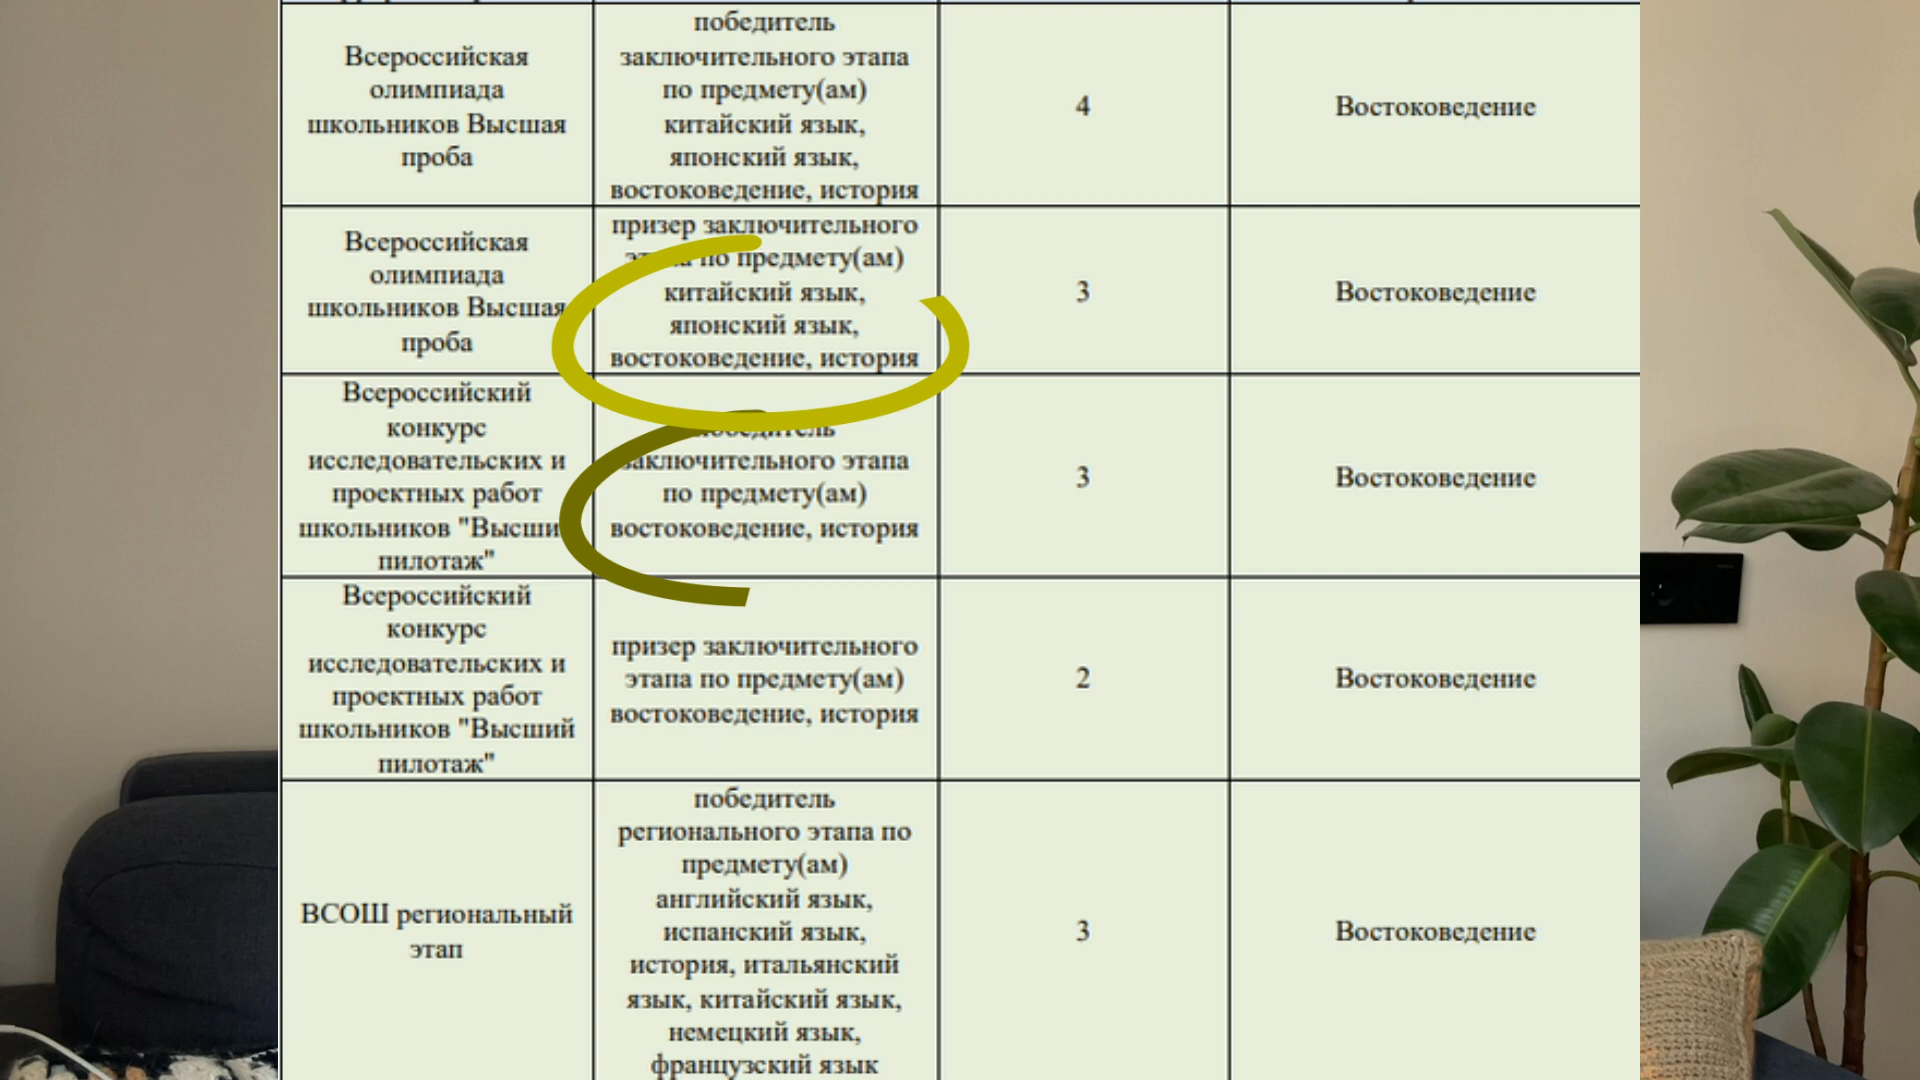 Всероссийская
олимпиада
школьников Высшая
проба
победитель
заключительного этапа
по предмету(ам)
китайский язык,
японский язык,
востоковедение, история
4
Востоковедение
Всероссийская
олимпиада
школьников Высшая
проба
призер заключительного
этапа по предмету(ам)
китайский язык,
японский язык,
востоковедение, история
3
Востоковедение
Всероссийский
конкурс
исследовательских и
проектных работ
школьников "Высший
пилотаж"
победитель
заключительного этапа
по предмету(ам)
востоковедение, история
3
Востоковедение
Всероссийский
конкурс
исследовательских и
проектных работ
школьников "Высший
пилотаж"
призер заключительного
этапа по предмету(ам)
востоковедение, история
2
Востоковедение
ВСОШ региональный
этап
победитель
регионального этапа по
предмету(ам)
английский язык,
испанский язык,
история, итальянский
язык, китайский язык,
немецкий язык,
французский язык
3
Востоковедение